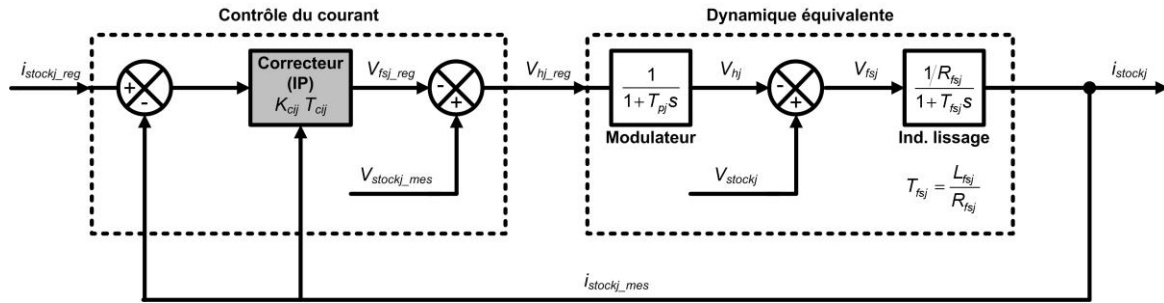 Contrôle du courant
Dynamique équivalente
i_stockj_reg
+
-
Correcteur
(IP)
K_cij T_cij
V_fsj_reg
-
+
V_hj_reg
1
1+T_pj s
Modulateur
V_hj
-
+
V_fsj
1/R_fsj
1+T_fsj s
Ind. lissage
i_stockj
V_stockj_mes
V_stockj
T_fsj = L_fsj / R_fsj
i_stockj_mes